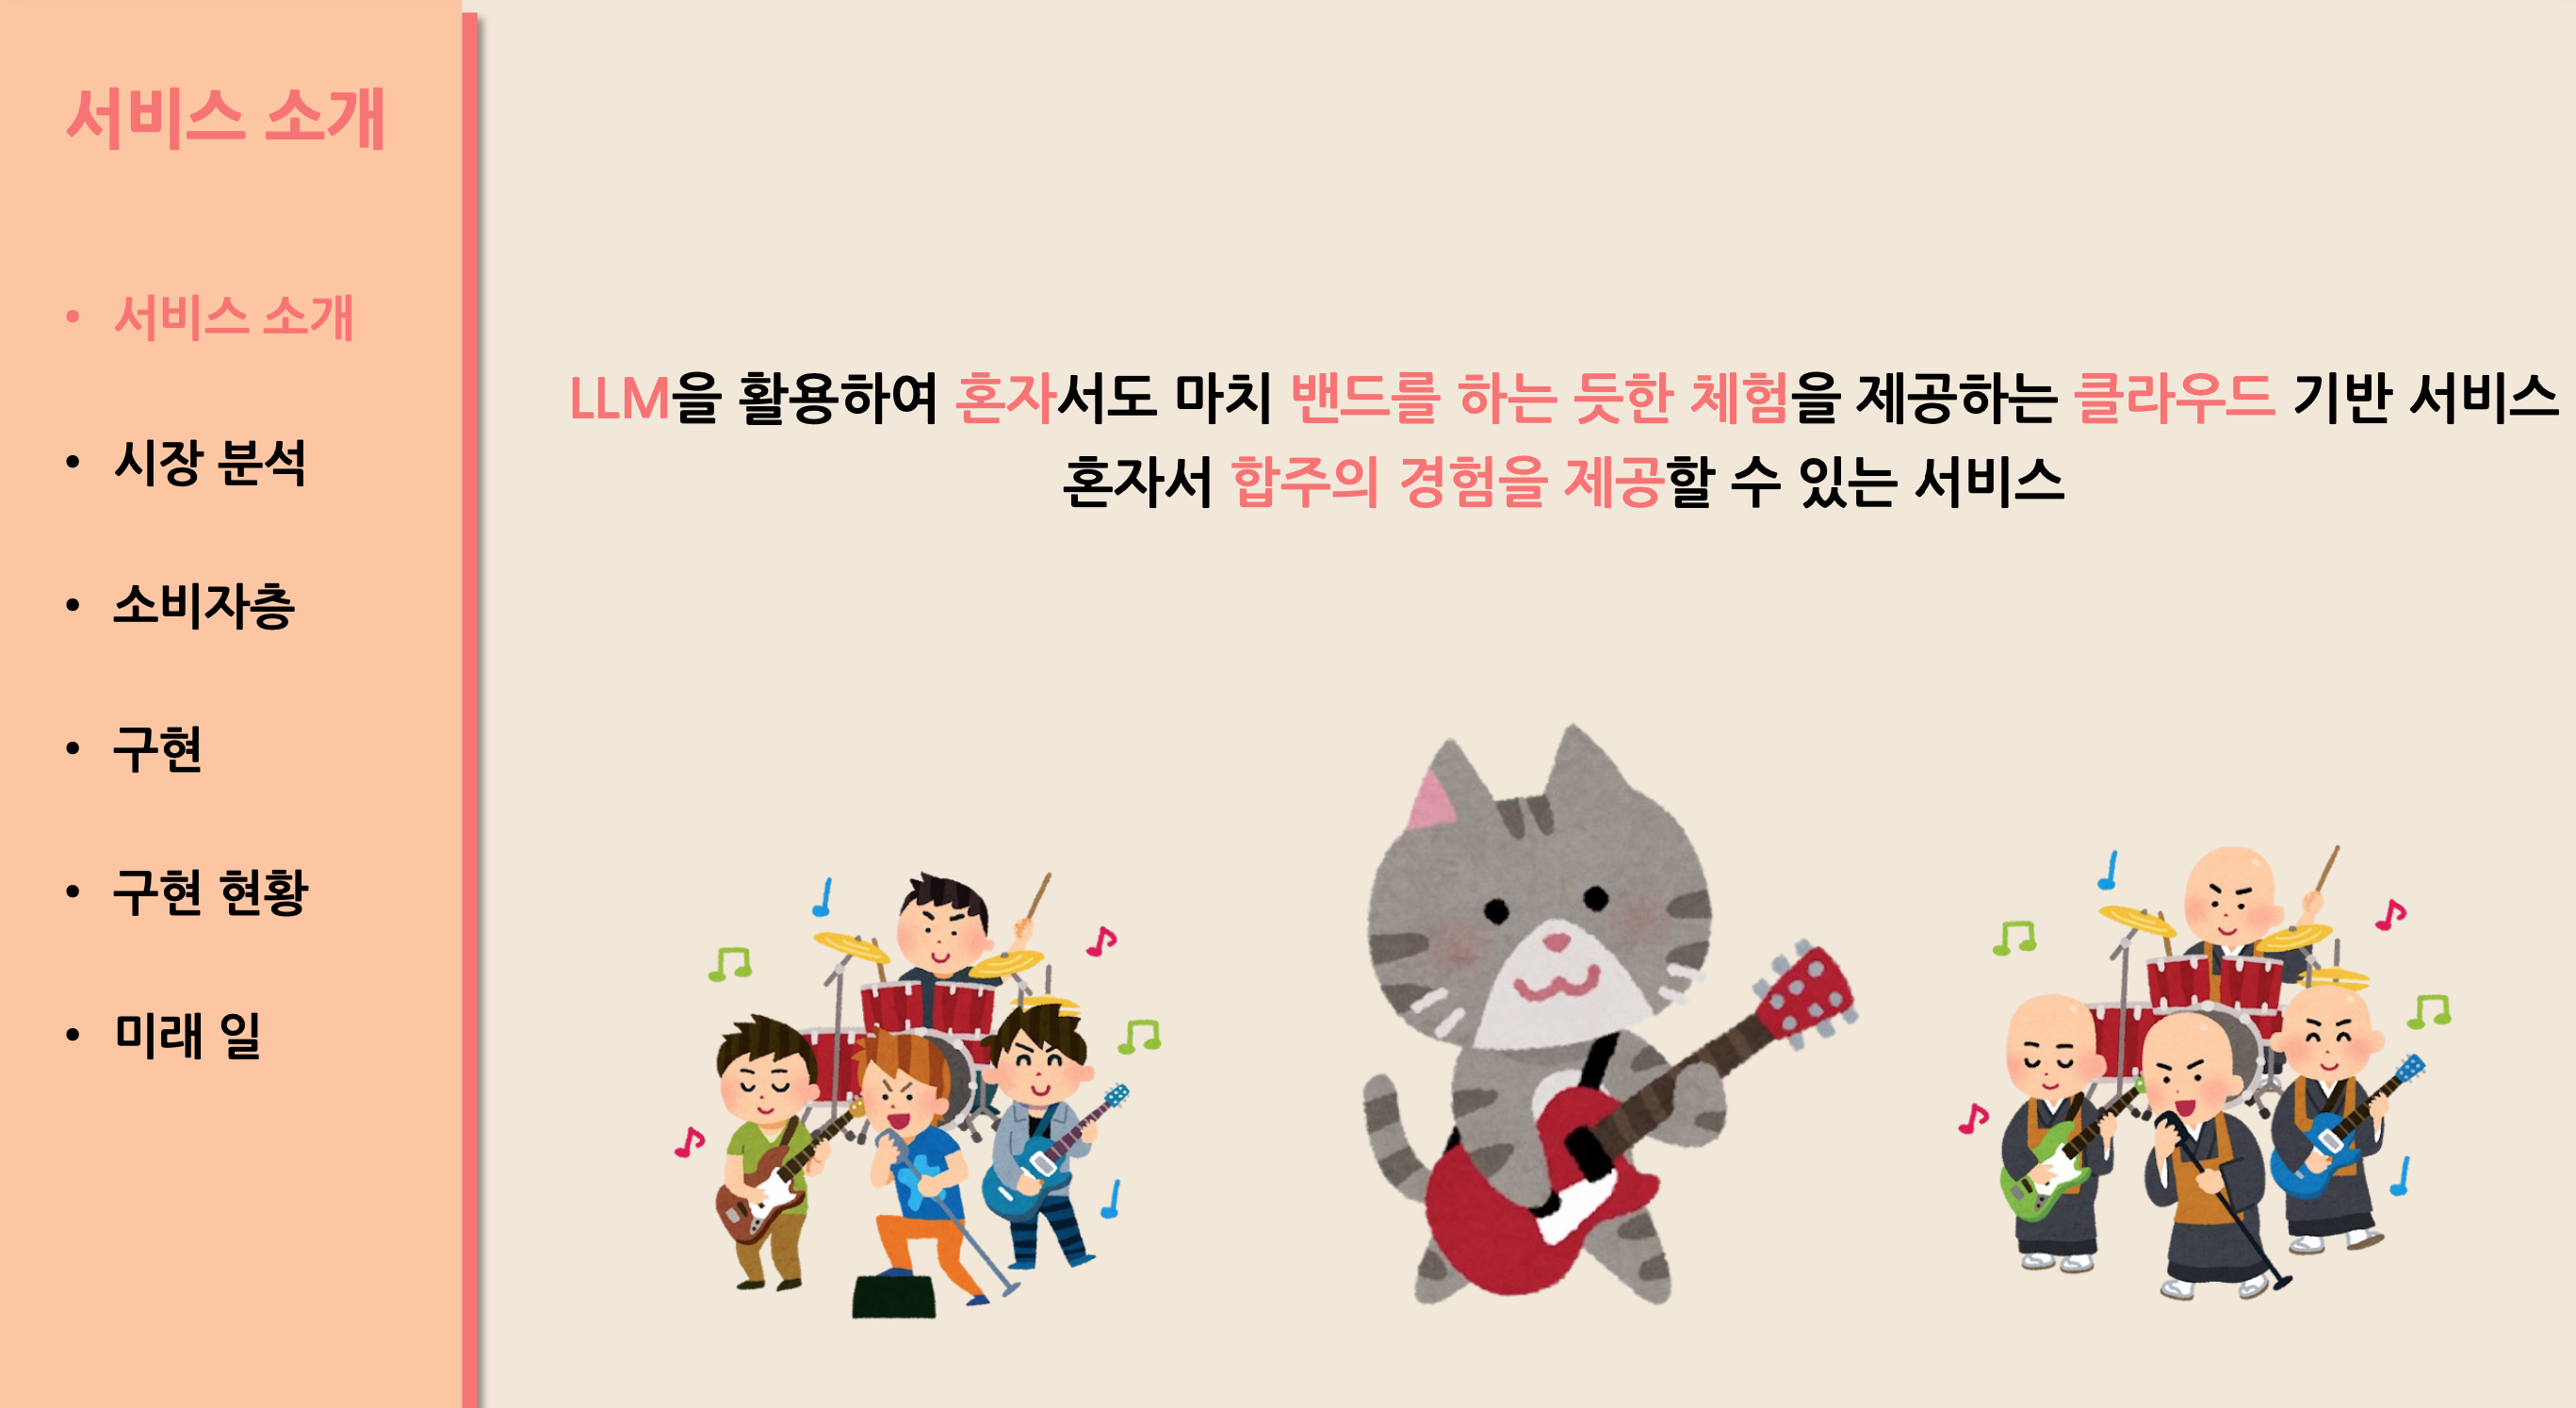 서비스 소개
• 서비스 소개
• 시장 분석
• 소비자층
• 구현
• 구현 현황
• 미래 일
LLM을 활용하여 혼자서도 마치 밴드를 하는 듯한 체험을 제공하는 클라우드 기반 서비스
혼자서 합주의 경험을 제공할 수 있는 서비스